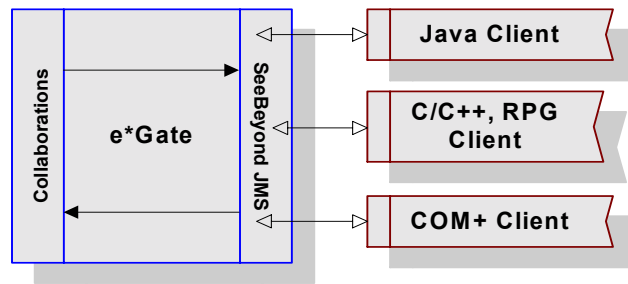 Collaborations
e*Gate
SeeBeyond JMS
Java Client
C/C++, RPG
Client
COM+ Client